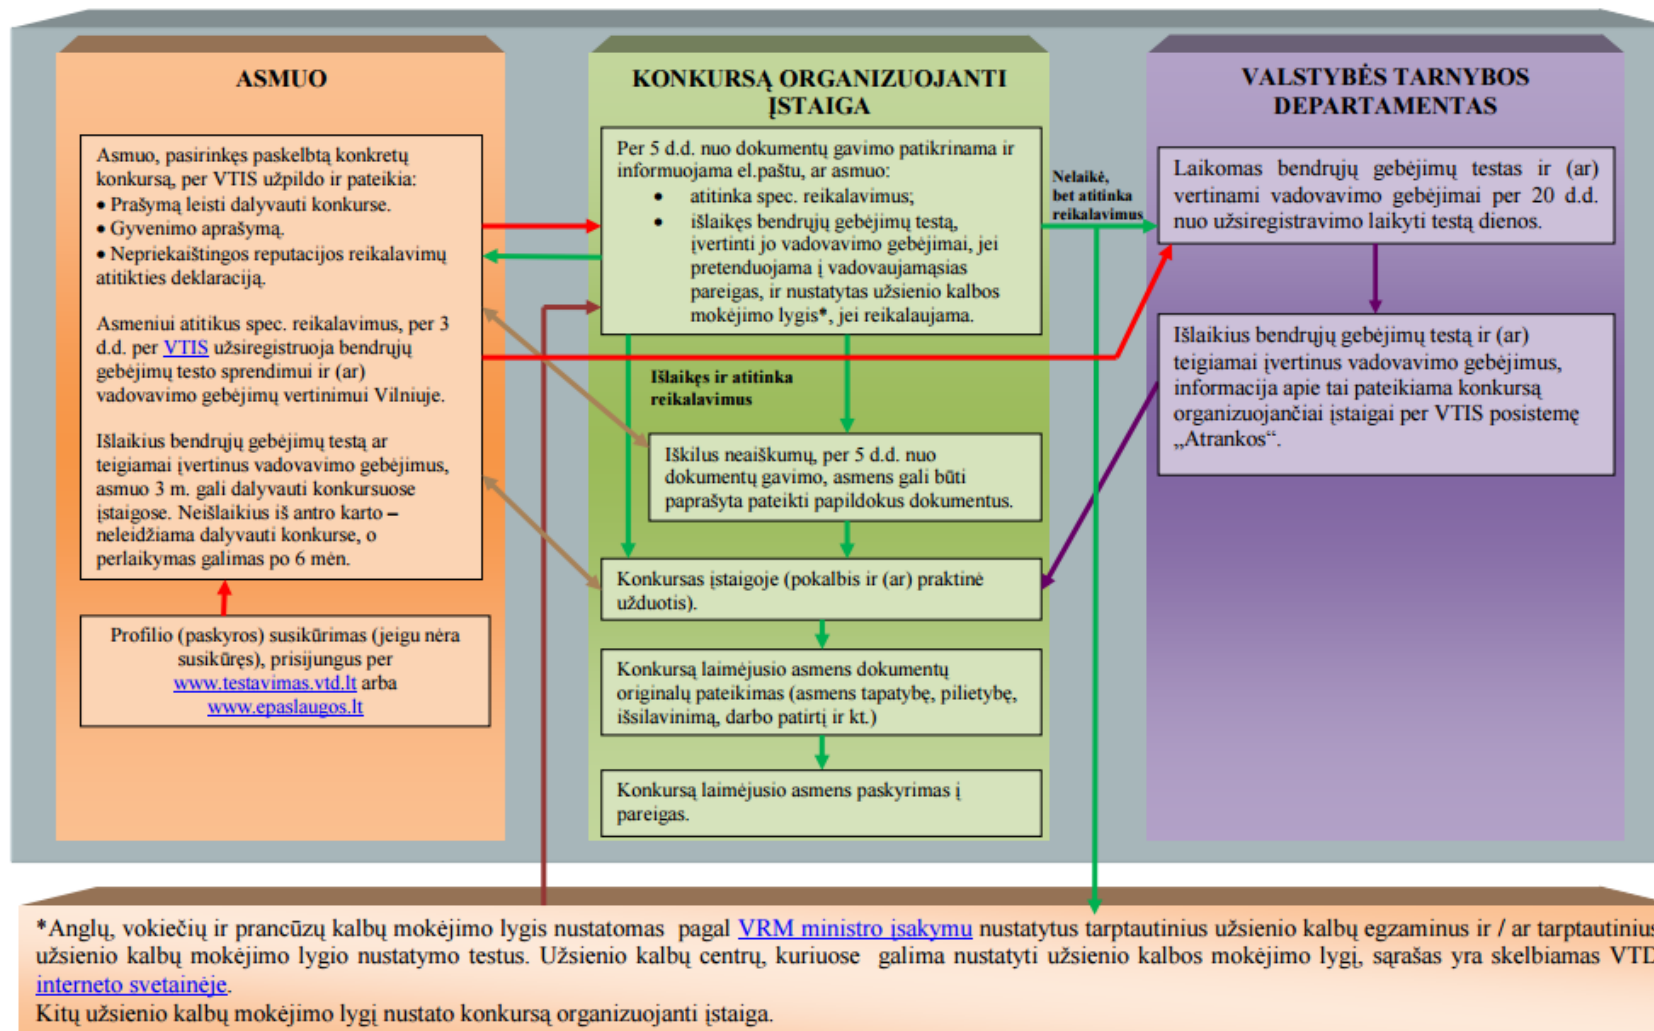 ASMUO
Asmuo, pasirinkęs paskelbtą konkretų
konkursą, per VTIS užpildo ir pateikia:
• Prašymą leisti dalyvauti konkurse.
• Gyvenimo aprašymą.
• Nepriekaištingos reputacijos reikalavimų
atitikties deklaraciją.
Asmeniui atitikus spec. reikalavimus, per 3
d.d. per VTIS užsiregistruoja bendrųjų
gebėjimų testo sprendimui ir (ar)
vadovavimo gebėjimų vertinimui Vilniuje.
Išlaikius bendrųjų gebėjimų testą ar
teigiamai įvertinus vadovavimo gebėjimus,
asmuo 3 m. gali dalyvauti konkursuose
įstaigose. Neišlaikius iš antro karto –
neleidžiama dalyvauti konkurse, o
perlaikymas galimas po 6 mėn.
Profilio (paskyros) susikūrimas (jeigu nėra
susikūręs), prisijungus per
www.testavimas.vtd.lt arba
www.epaslaugos.lt
KONKURSĄ ORGANIZUOJANTI
ĮSTAIGA
Per 5 d.d. nuo dokumentų gavimo patikrinama ir
informuojama el.paštu, ar asmuo:
• atitinka spec. reikalavimus;
• išlaikęs bendrųjų gebėjimų testą,
įvertinti jo vadovavimo gebėjimai, jei
pretenduojama į vadovaujamąsias
pareigas, ir nustatytas užsienio kalbos
mokėjimo lygis*, jei reikalaujama.
Išlaikęs ir atitinka
reikalavimus
Iškilus neaiškumų, per 5 d.d. nuo
dokumentų gavimo, asmens gali būti
paprašyta pateikti papildokus dokumentus.
Konkursas įstaigoje (pokalbis ir (ar) praktinė
užduotis).
Konkursą laimėjusio asmens dokumentų
originalų pateikimas (asmens tapatybę, pilietybę,
išsilavinimą, darbo patirtį ir kt.)
Konkursą laimėjusio asmens paskyrimas į
pareigas.
Nelaikė,
bet atitinka
reikalavimus
VALSTYBĖS TARNYBOS
DEPARTAMENTAS
Laikomas bendrųjų gebėjimų testas ir (ar)
vertinami vadovavimo gebėjimai per 20 d.d.
nuo užsiregistravimo laikyti testą dienos.
Išlaikius bendrųjų gebėjimų testą ir (ar)
teigiamai įvertinus vadovavimo gebėjimus,
informacija apie tai pateikiama konkursą
organizuojančiai įstaigai per VTIS posistemę
„Atrankos“.
*Anglų, vokiečių ir prancūzų kalbų mokėjimo lygis nustatomas pagal VRM ministro įsakymu nustatytus tarptautinius užsienio kalbų egzaminus ir / ar tarptautinius
užsienio kalbų mokėjimo lygio nustatymo testus. Užsienio kalbų centrų, kuriuose galima nustatyti užsienio kalbos mokėjimo lygį, sąrašas yra skelbiamas VTD
interneto svetainėje.
Kitų užsienio kalbų mokėjimo lygį nustato konkursą organizuojanti įstaiga.